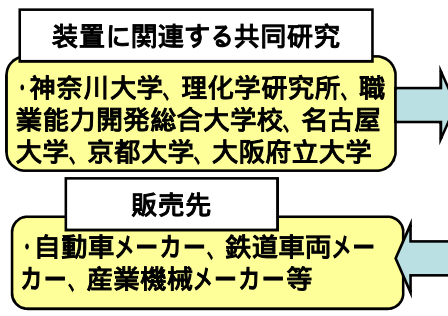 装置に関連する共同研究
・神奈川大学、理化学研究所、職
業能力開発総合大学校、名古屋
大学、京都大学、大阪府立大学
販売先
・自動車メーカー、鉄道車両メー
カー、産業機械メーカー等